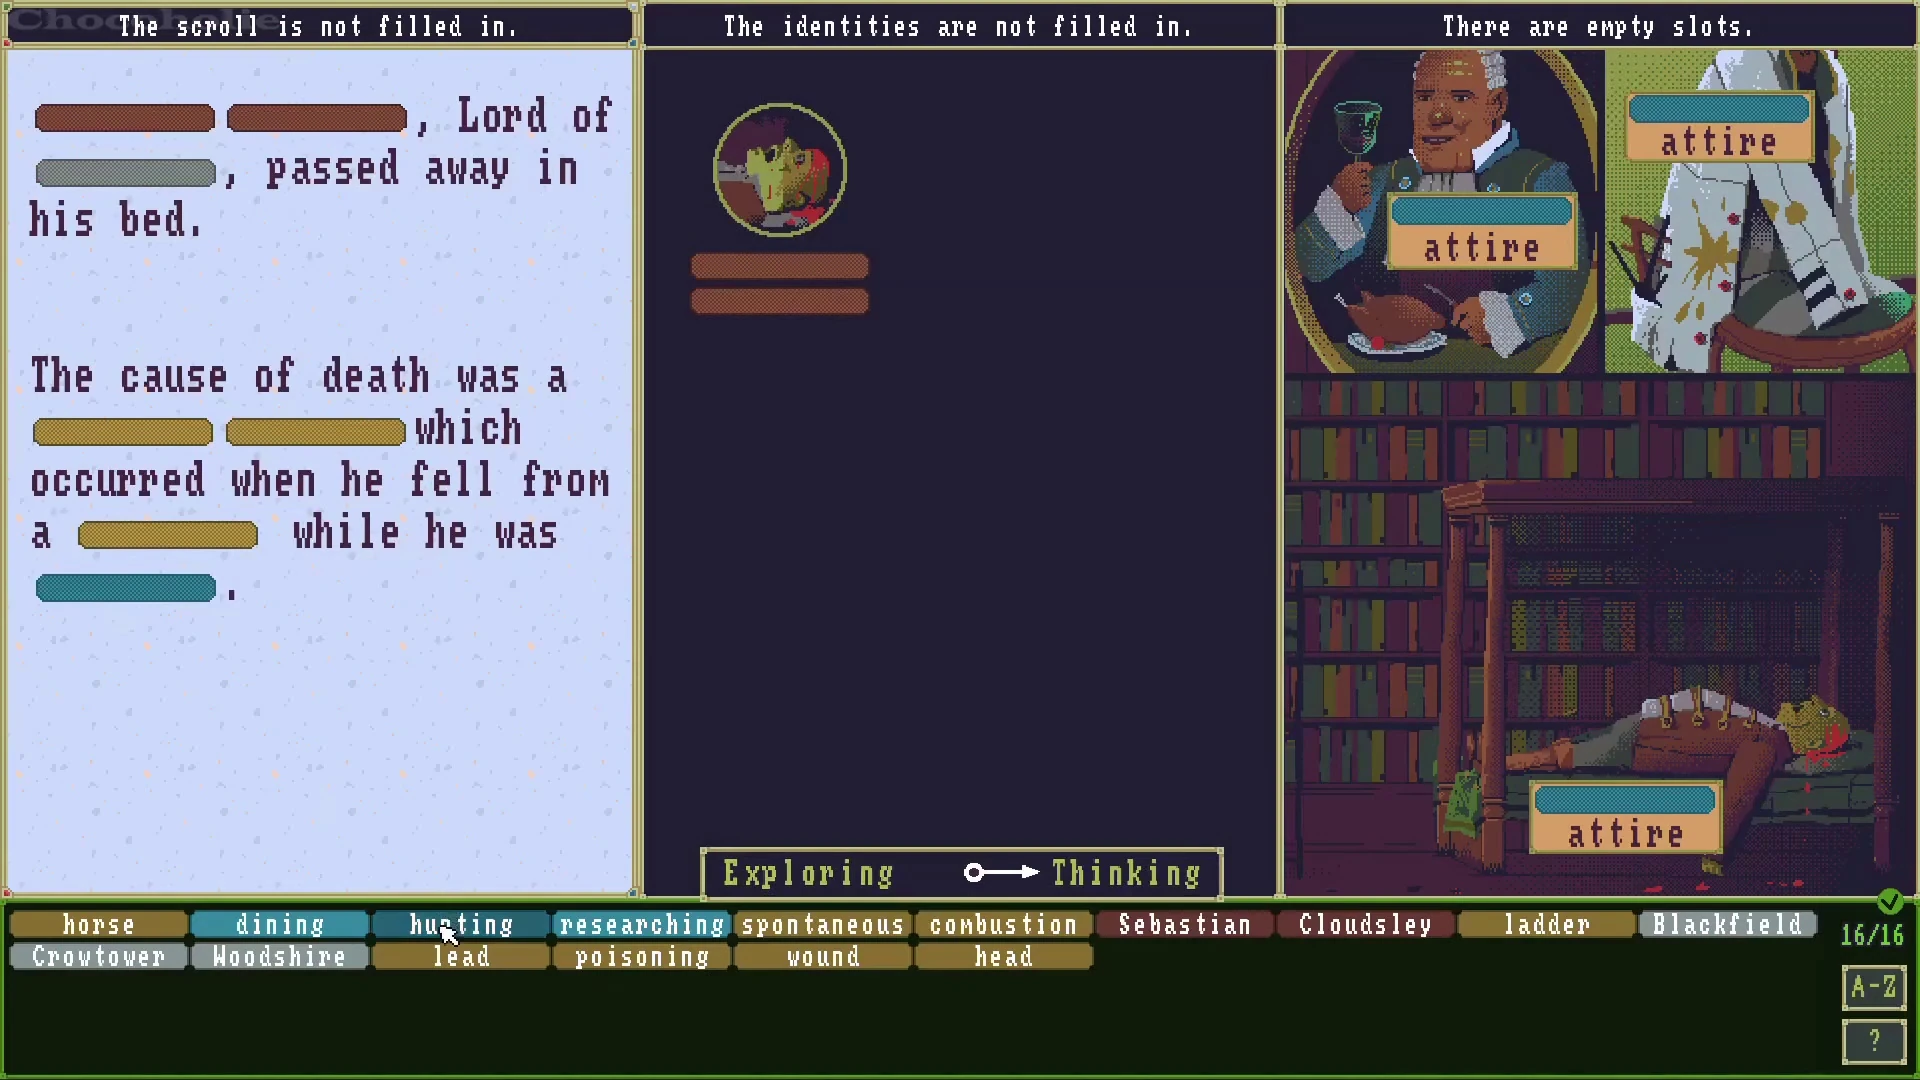 Chocoholic
The scroll is not filled in.
The identities are not filled in.
There are empty slots.
, Lord of
, passed away in
his bed.
The cause of death was a
which
occurred when he fell from
a while he was
.
attire
attire
attire
Exploring Thinking
horse dining hunting researching spontaneous combustion Sebastian Cloudsley ladder Blackfield
Crowtower Woodshire lead poisoning wound head
16/16
A-Z
?